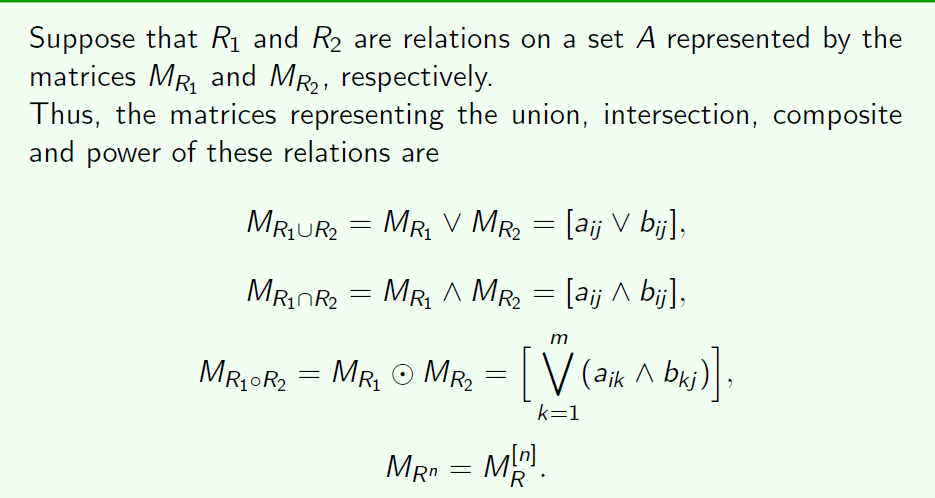 Suppose that R₁ and R₂ are relations on a set A represented by the
matrices M_{R₁} and M_{R₂}, respectively.
Thus, the matrices representing the union, intersection, composite
and power of these relations are
M_{R₁∪R₂} = M_{R₁} ∨ M_{R₂} = [a_{ij} ∨ b_{ij}],
M_{R₁∩R₂} = M_{R₁} ∧ M_{R₂} = [a_{ij} ∧ b_{ij}],
M_{R₁∘R₂} = M_{R₁} ⊙ M_{R₂} = [⋁_{k=1}^{m} (a_{ik} ∧ b_{kj})],
M_{Rⁿ} = M_R^{[n]}.